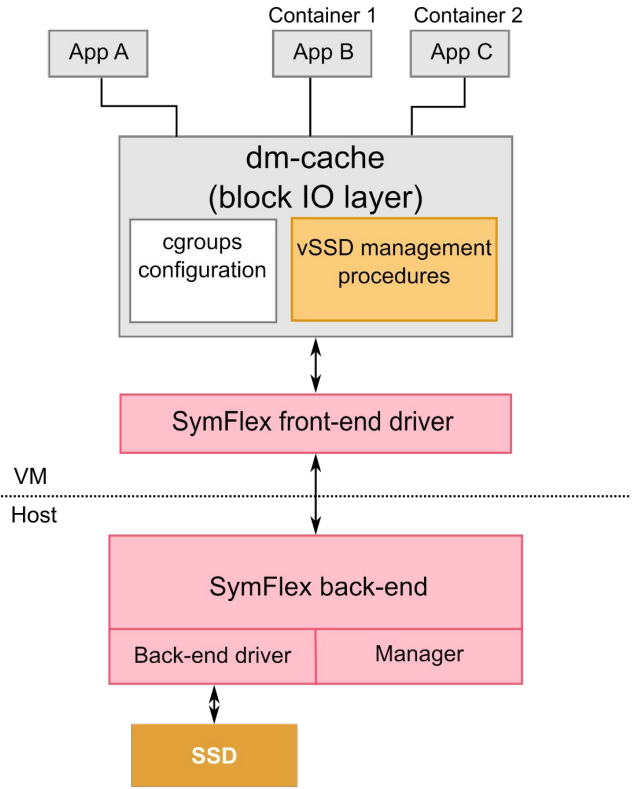 Container 1
Container 2
App A
App B
App C
dm-cache
(block IO layer)
cgroups
configuration
vSSD management
procedures
SymFlex front-end driver
VM
Host
SymFlex back-end
Back-end driver
Manager
SSD